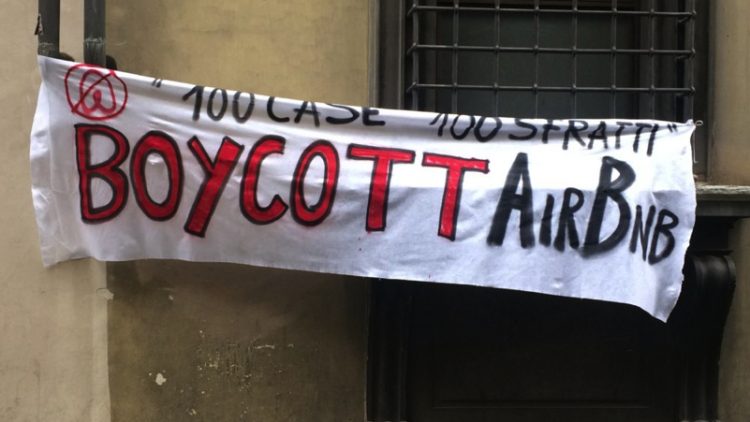 "100 CASE 100 SFRATTI"
BOYCOTT AIRBNB